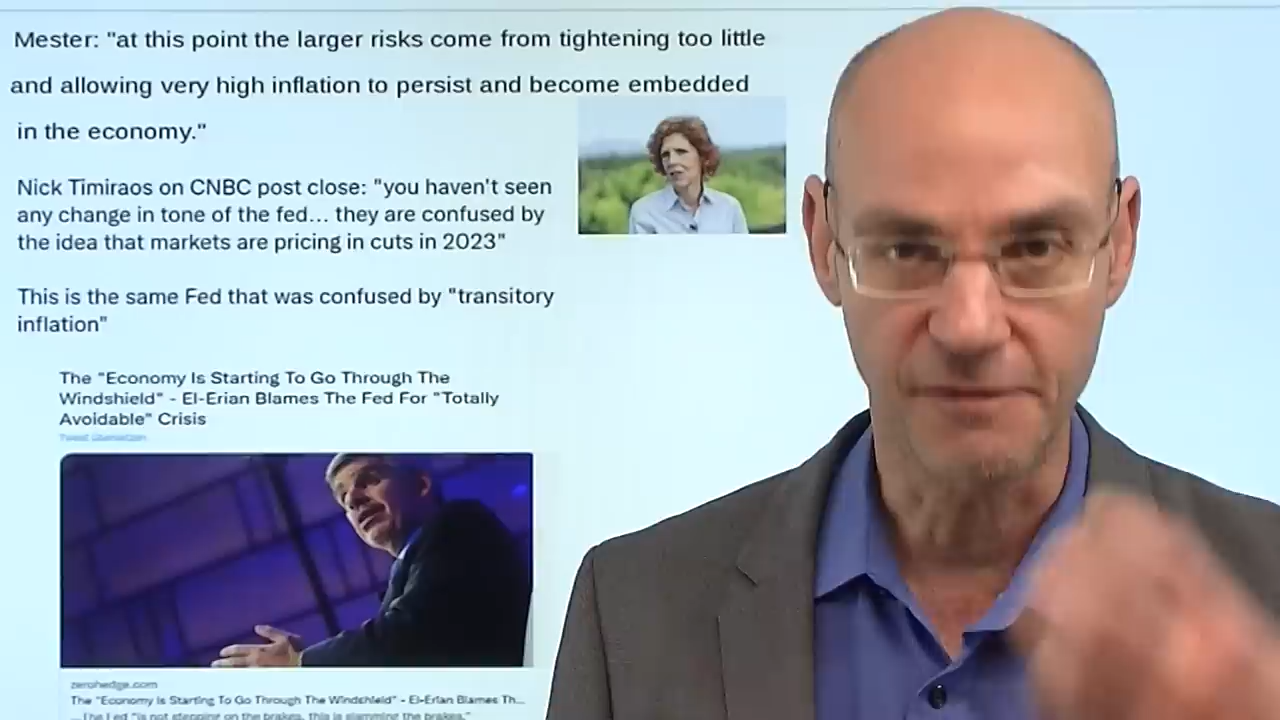 Mester: "at this point the larger risks come from tightening too little
and allowing very high inflation to persist and become embedded
in the economy."
Nick Timiraos on CNBC post close: "you haven't seen
any change in tone of the fed... they are confused by
the idea that markets are pricing in cuts in 2023"
This is the same Fed that was confused by "transitory
inflation"
The "Economy Is Starting To Go Through The
Windshield" - El-Erian Blames The Fed For "Totally
Avoidable" Crisis
zerohedge.com
The "Economy Is Starting To Go Through The Windshield" - El-Erian Blames Th...
...The Fed "is not stepping on the brakes, this is slamming the brakes."